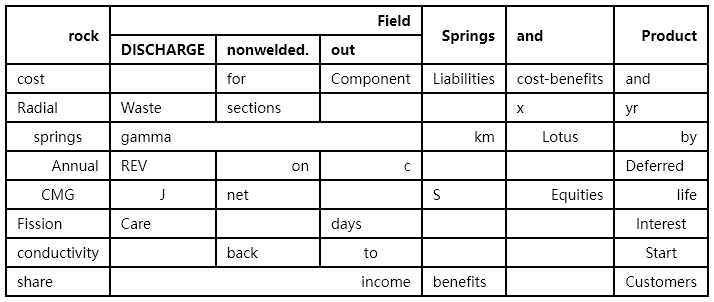 rock Field Springs and Product
DISCHARGE nonwelded. out
cost for Component Liabilities cost-benefits and
Radial Waste sections x yr
springs gamma km Lotus by
Annual REV on c Deferred
CMG J net S Equities life
Fission Care days Interest
conductivity back to Start
share income benefits Customers